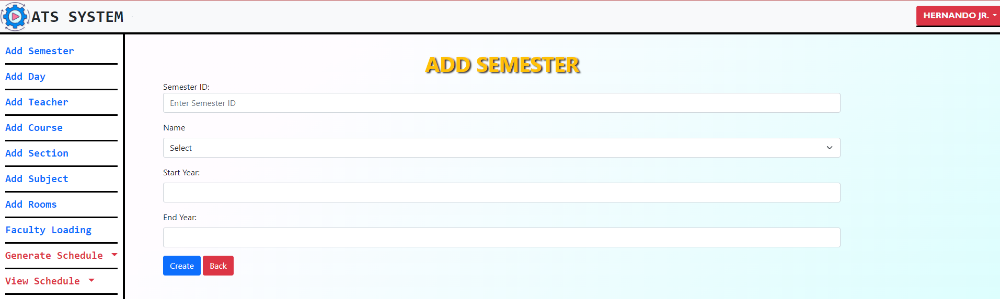 ATS SYSTEM
HERNANDO JR.
Add Semester
Add Day
Add Teacher
Add Course
Add Section
Add Subject
Add Rooms
Faculty Loading
Generate Schedule
View Schedule
ADD SEMESTER
Semester ID:
Enter Semester ID
Name
Select
Start Year:
End Year:
Create Back